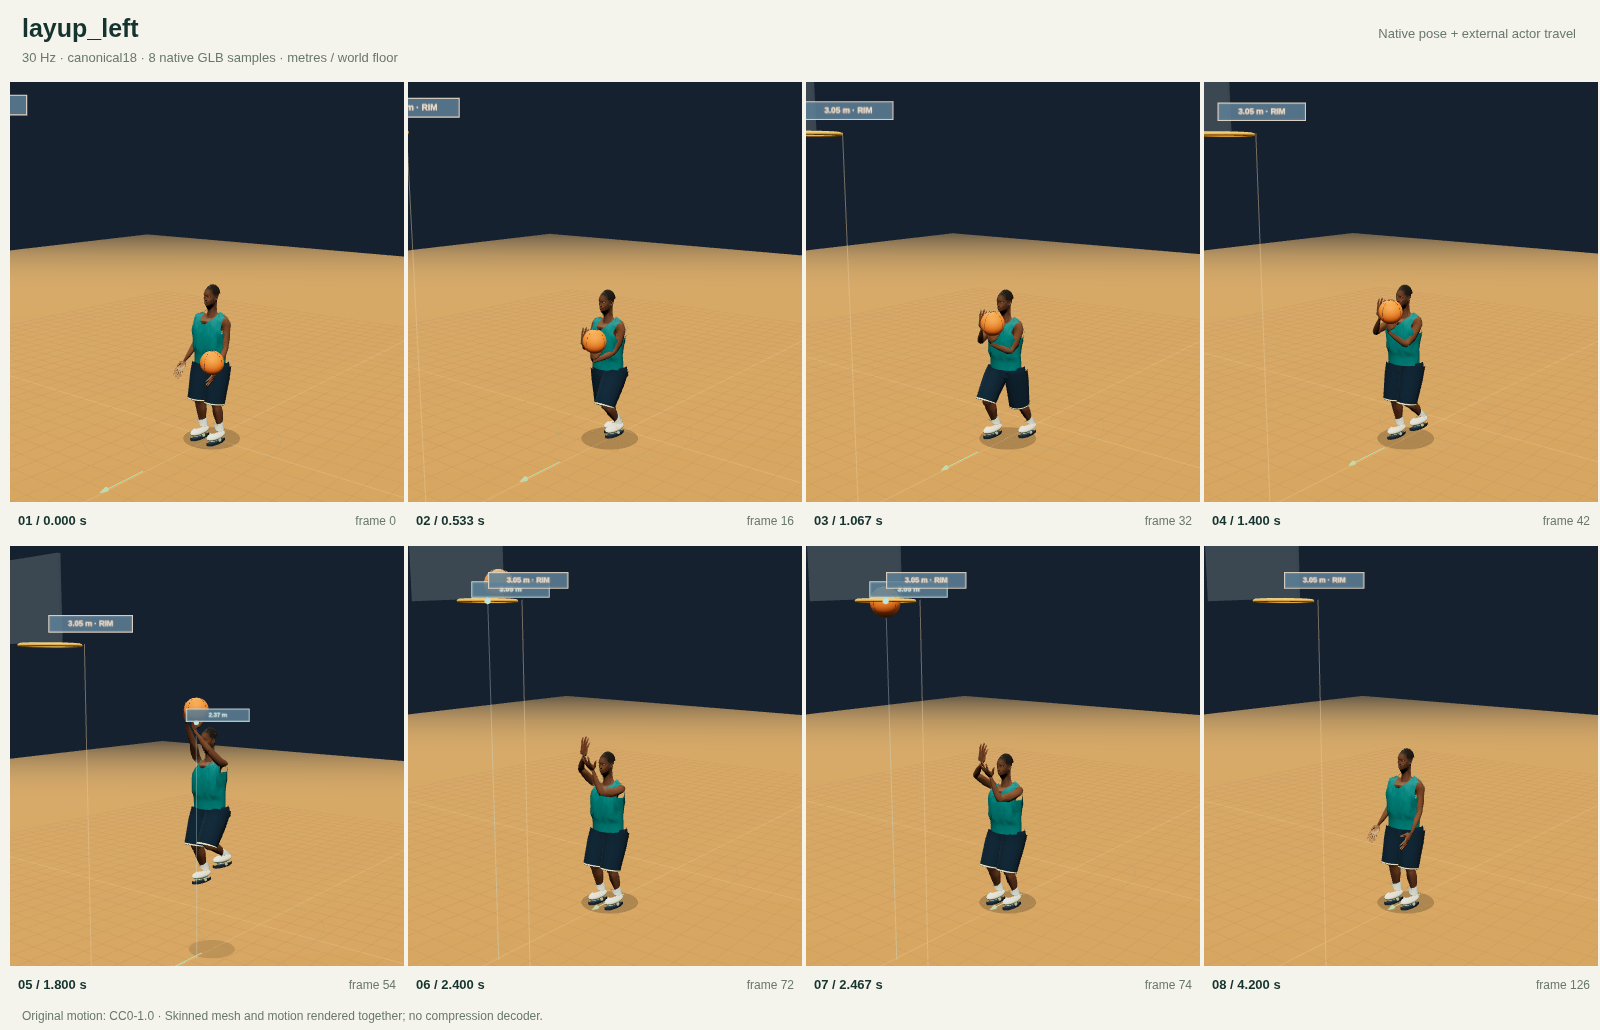 layup_left
Native pose + external actor travel
30 Hz · canonical18 · 8 native GLB samples · metres / world floor
m · RIM
3.05 m · RIM
3.05 m · RIM
01 / 0.000 s
frame 0
02 / 0.533 s
frame 16
03 / 1.067 s
frame 32
04 / 1.400 s
frame 42
3.05 m · RIM
2.37 m
3.05 m · RIM
3.05 m · RIM
3.05 m · RIM
05 / 1.800 s
frame 54
06 / 2.400 s
frame 72
07 / 2.467 s
frame 74
08 / 4.200 s
frame 126
Original motion: CC0-1.0 · Skinned mesh and motion rendered together; no compression decoder.